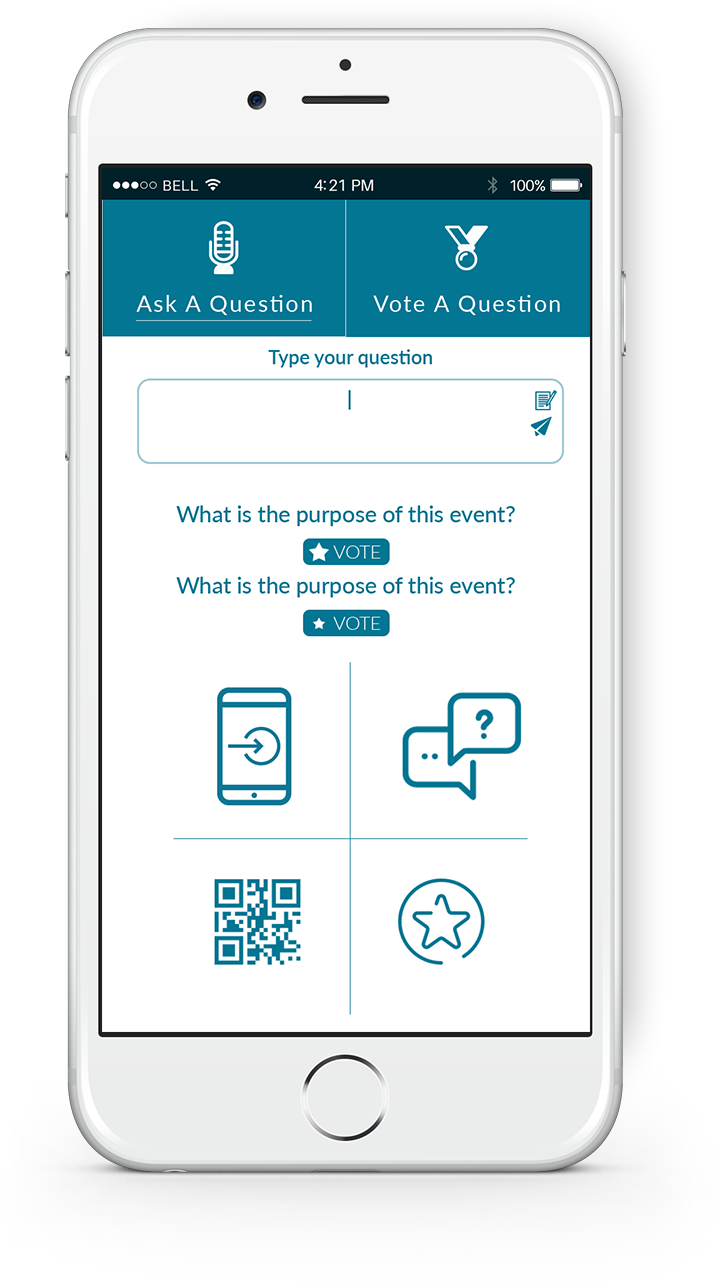 BELL 4:21 PM 100%
Ask A Question Vote A Question
Type your question
What is the purpose of this event?
VOTE
What is the purpose of this event?
VOTE
?